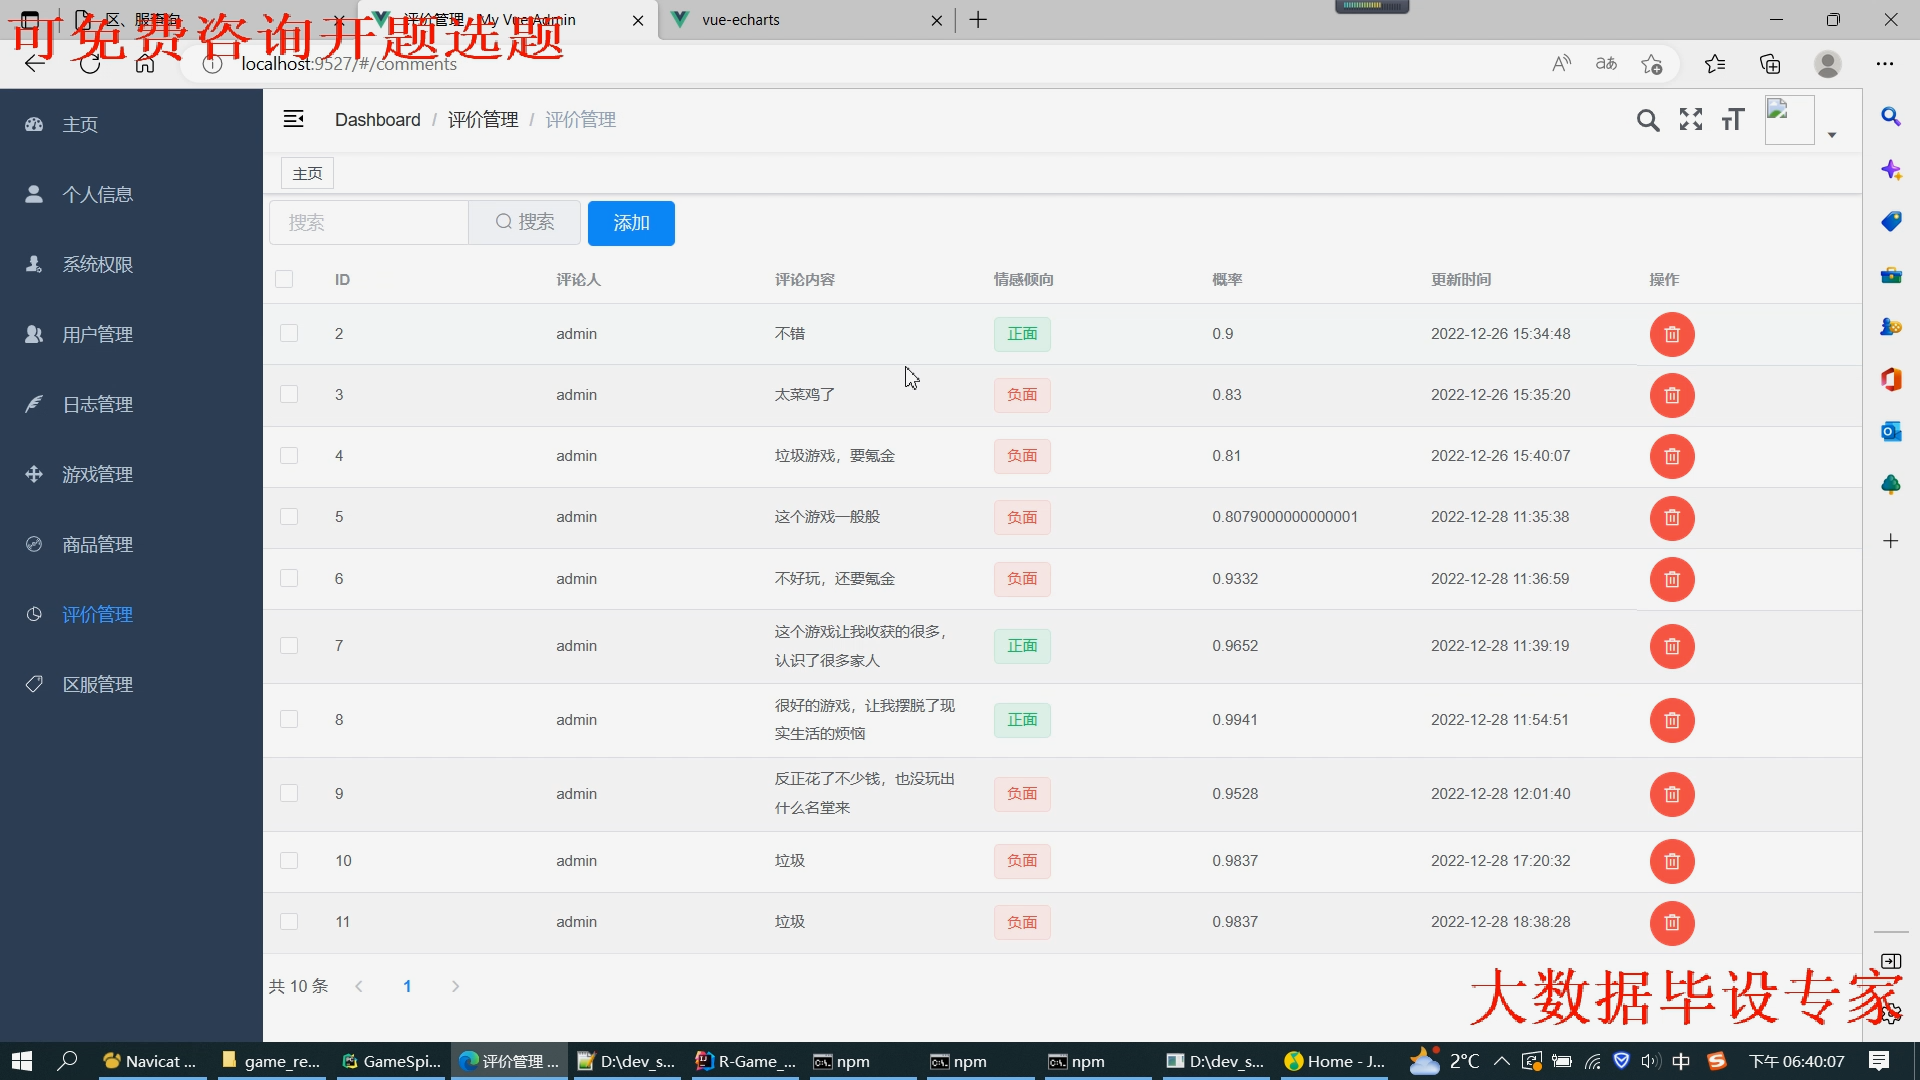 区、服查询
评价管理 - My Vue Admin
vue-echarts
可免费咨询开题选题
localhost:9527/#/comments
主页
个人信息
系统权限
用户管理
日志管理
游戏管理
商品管理
评价管理
区服管理
Dashboard / 评价管理 / 评价管理
主页
搜索 搜索 添加
ID 评论人 评论内容 情感倾向 概率 更新时间 操作
2 admin 不错 正面 0.9 2022-12-26 15:34:48
3 admin 太菜鸡了 负面 0.83 2022-12-26 15:35:20
4 admin 垃圾游戏，要氪金 负面 0.81 2022-12-26 15:40:07
5 admin 这个游戏一般般 负面 0.8079000000000001 2022-12-28 11:35:38
6 admin 不好玩，还要氪金 负面 0.9332 2022-12-28 11:36:59
7 admin 这个游戏让我收获的很多，
认识了很多家人 正面 0.9652 2022-12-28 11:39:19
8 admin 很好的游戏，让我摆脱了现
实生活的烦恼 正面 0.9941 2022-12-28 11:54:51
9 admin 反正花了不少钱，也没玩出
什么名堂来 负面 0.9528 2022-12-28 12:01:40
10 admin 垃圾 负面 0.9837 2022-12-28 17:20:32
11 admin 垃圾 负面 0.9837 2022-12-28 18:38:28
共 10 条 1
大数据毕设专家
Navicat ... game_re... GameSpi... 评价管理 ... D:\dev_s... R-Game_... npm npm npm D:\dev_s... Home - J... 2°C 中 下午 06:40:07